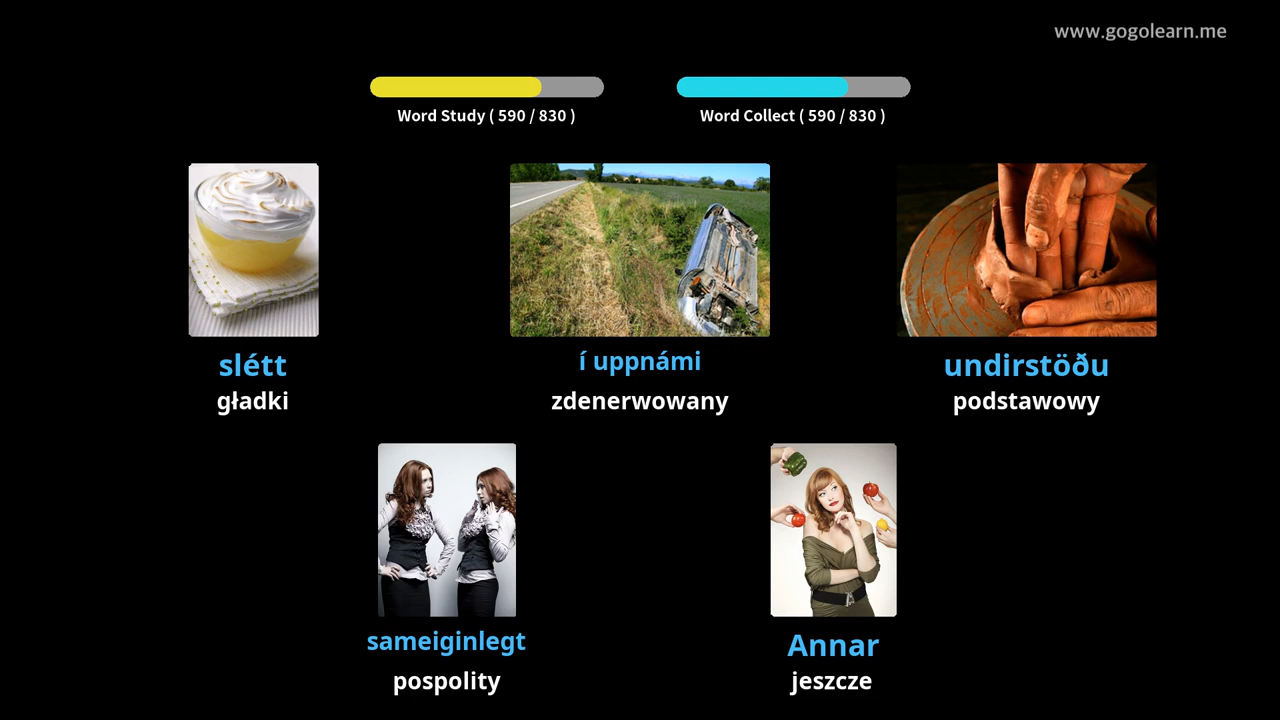 www.gogolearn.me
Word Study ( 590 / 830 )
Word Collect ( 590 / 830 )
slétt
gładki
í uppnámi
zdenerwowany
undirstöðu
podstawowy
sameiginlegt
pospolity
Annar
jeszcze